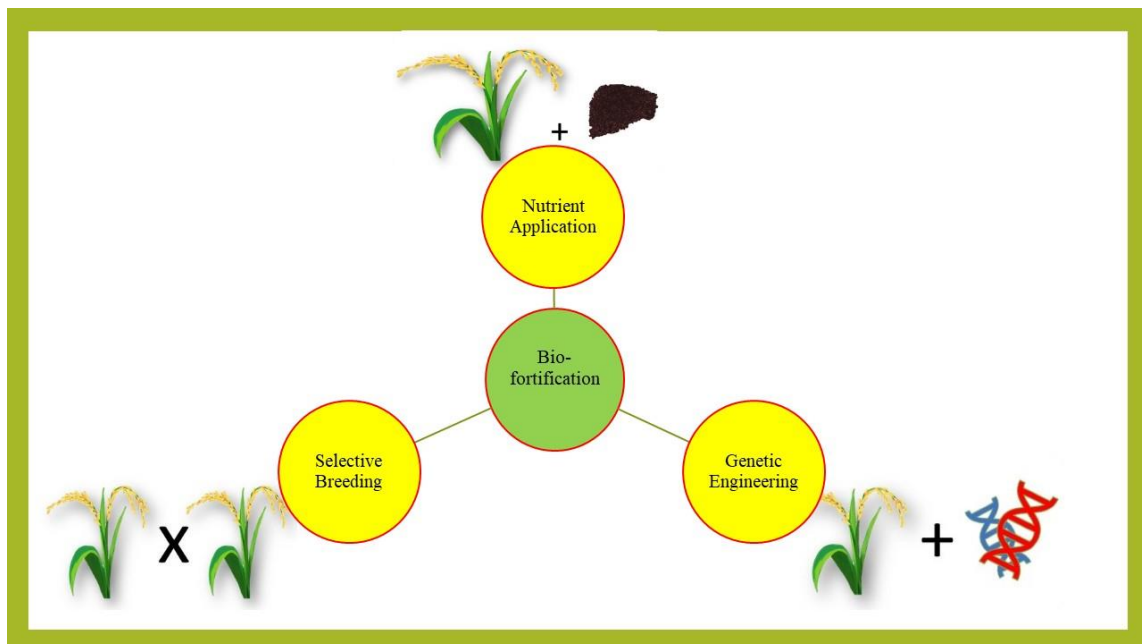 +
Nutrient
Application
Bio-
fortification
Selective
Breeding
Genetic
Engineering
X
+